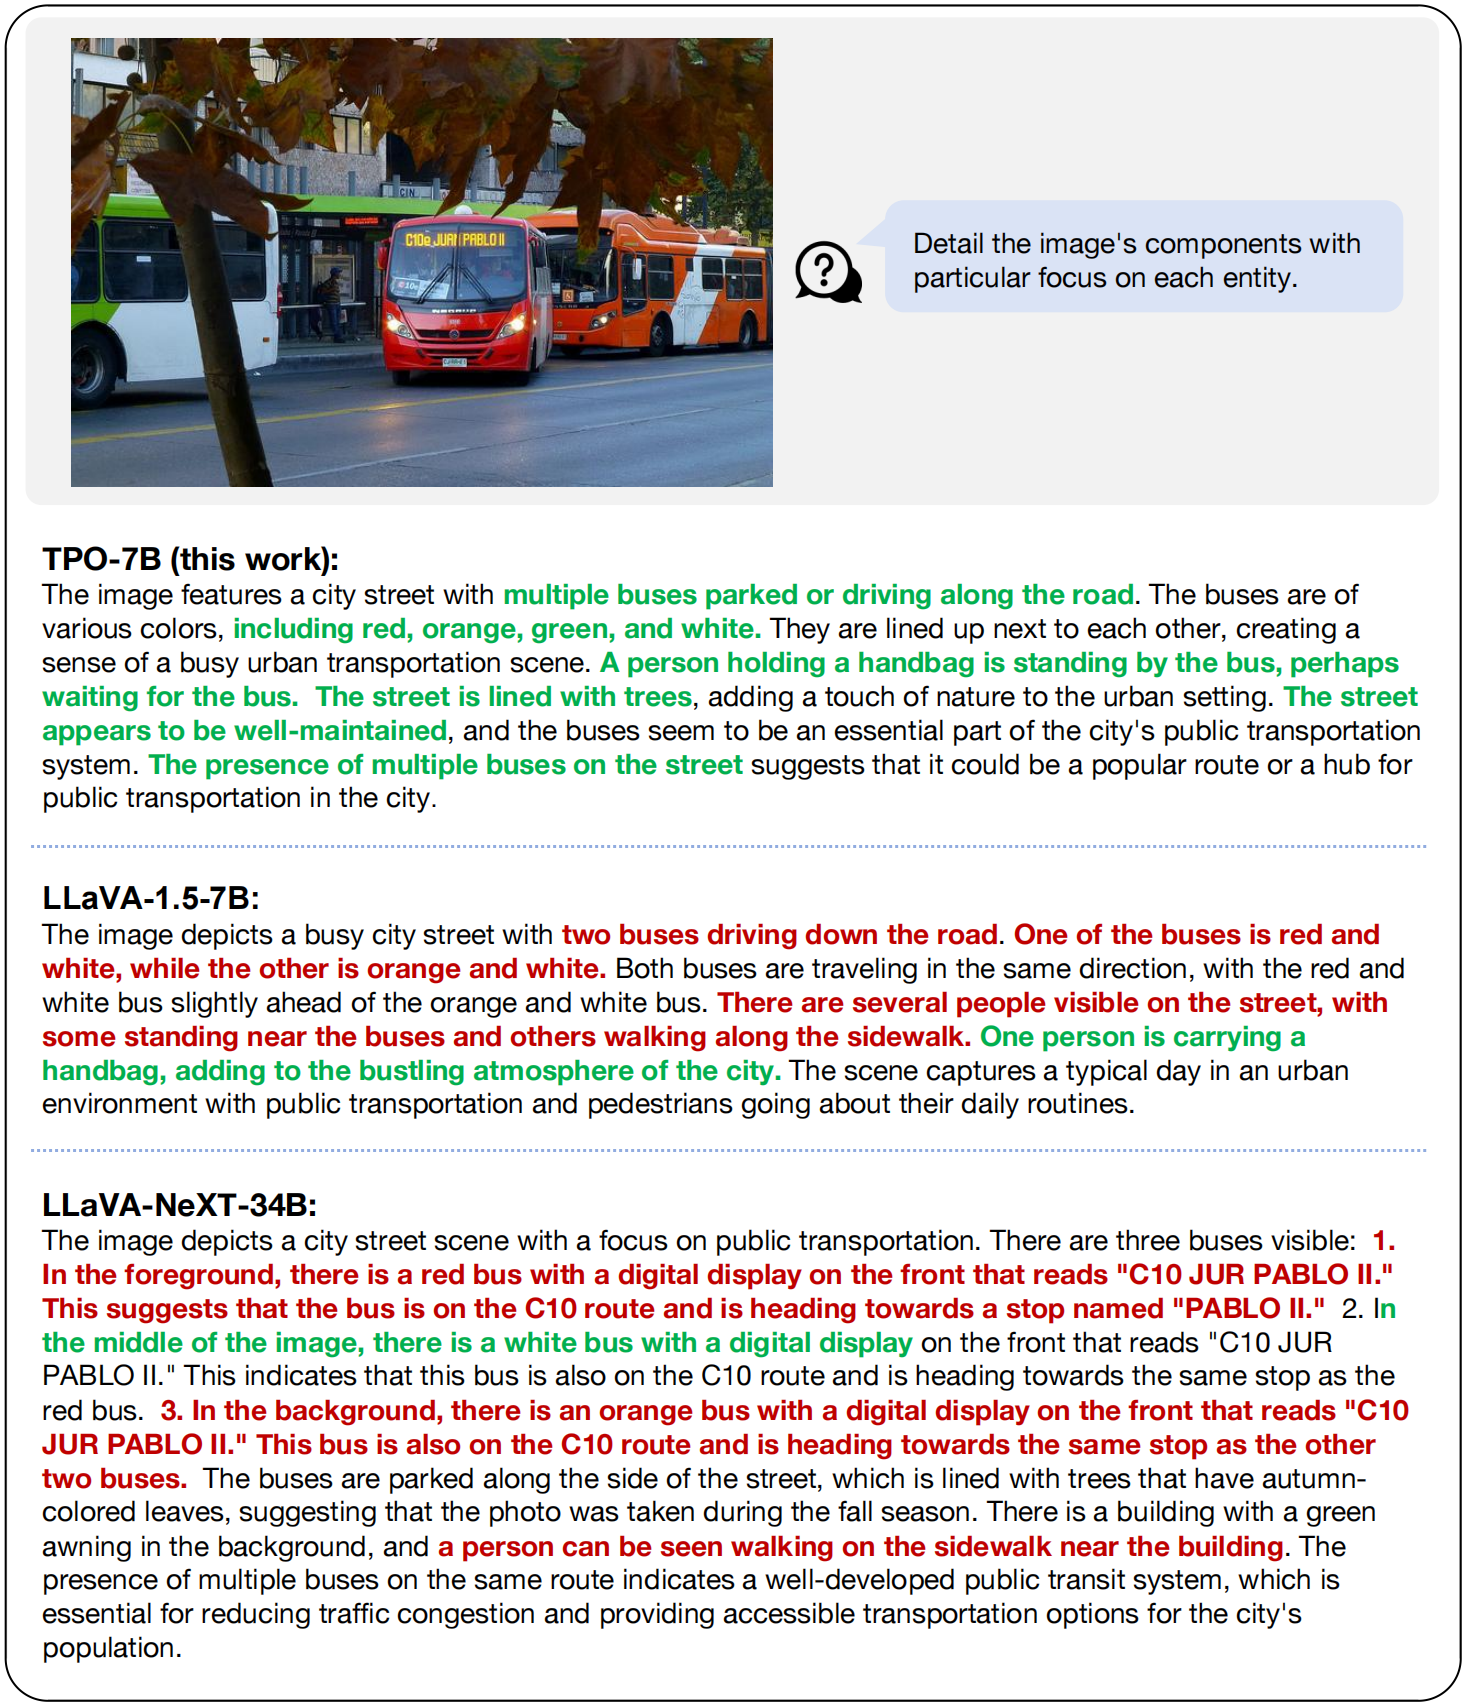 CIN
C10e JUAN PABLO II
10e
Detail the image's components with
particular focus on each entity.
TPO-7B (this work):
The image features a city street with multiple buses parked or driving along the road. The buses are of
various colors, including red, orange, green, and white. They are lined up next to each other, creating a
sense of a busy urban transportation scene. A person holding a handbag is standing by the bus, perhaps
waiting for the bus.  The street is lined with trees, adding a touch of nature to the urban setting. The street
appears to be well-maintained, and the buses seem to be an essential part of the city's public transportation
system. The presence of multiple buses on the street suggests that it could be a popular route or a hub for
public transportation in the city.
LLaVA-1.5-7B:
The image depicts a busy city street with two buses driving down the road. One of the buses is red and
white, while the other is orange and white. Both buses are traveling in the same direction, with the red and
white bus slightly ahead of the orange and white bus. There are several people visible on the street, with
some standing near the buses and others walking along the sidewalk. One person is carrying a
handbag, adding to the bustling atmosphere of the city. The scene captures a typical day in an urban
environment with public transportation and pedestrians going about their daily routines.
LLaVA-NeXT-34B:
The image depicts a city street scene with a focus on public transportation. There are three buses visible:  1.
In the foreground, there is a red bus with a digital display on the front that reads "C10 JUR PABLO II."
This suggests that the bus is on the C10 route and is heading towards a stop named "PABLO II."  2. In
the middle of the image, there is a white bus with a digital display on the front that reads "C10 JUR
PABLO II." This indicates that this bus is also on the C10 route and is heading towards the same stop as the
red bus.  3. In the background, there is an orange bus with a digital display on the front that reads "C10
JUR PABLO II." This bus is also on the C10 route and is heading towards the same stop as the other
two buses.  The buses are parked along the side of the street, which is lined with trees that have autumn-
colored leaves, suggesting that the photo was taken during the fall season. There is a building with a green
awning in the background, and a person can be seen walking on the sidewalk near the building. The
presence of multiple buses on the same route indicates a well-developed public transit system, which is
essential for reducing traffic congestion and providing accessible transportation options for the city's
population.